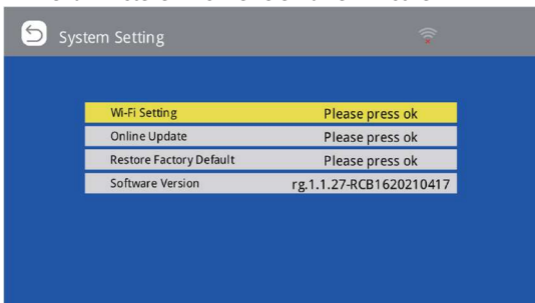 System Setting
Wi-Fi Setting Please press ok
Online Update Please press ok
Restore Factory Default Please press ok
Software Version rg.1.1.27-RCB1620210417